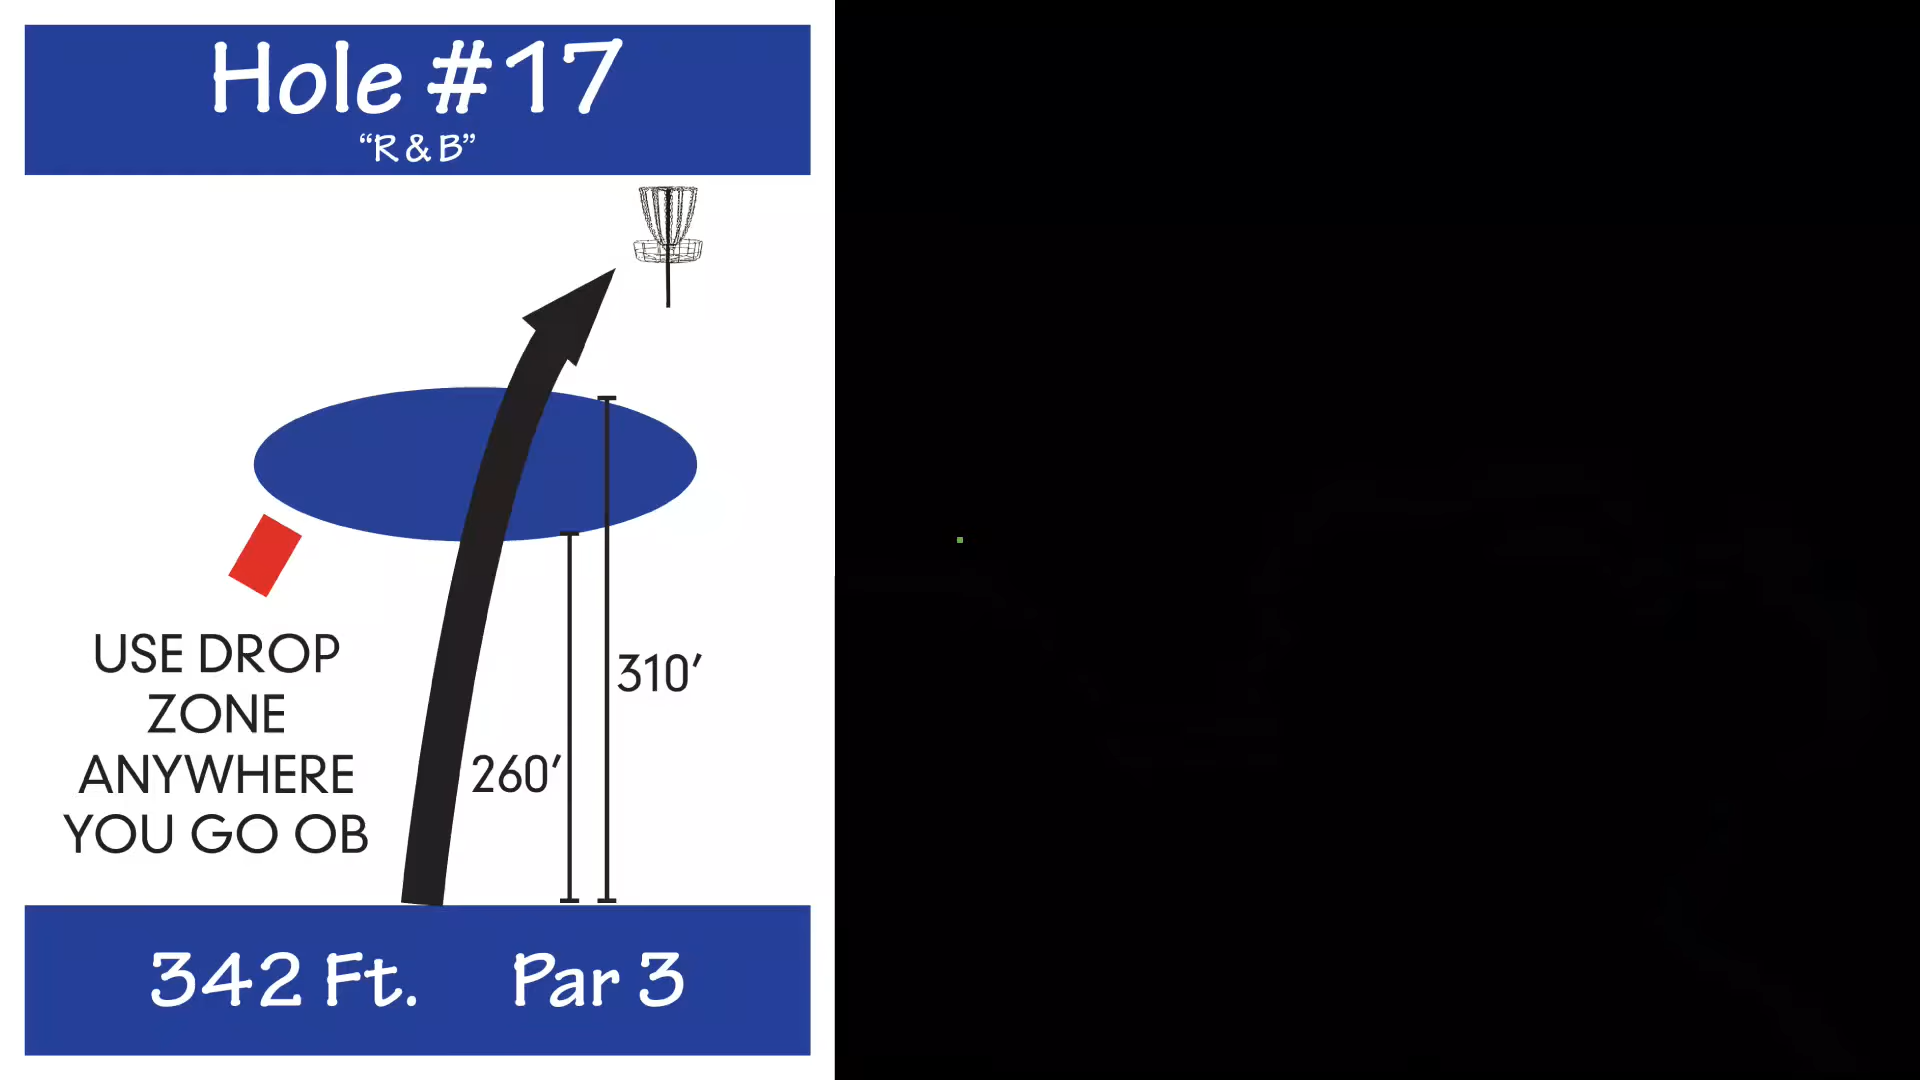 Hole #17
“R & B”
310′
260′
USE DROP
ZONE
ANYWHERE
YOU GO OB
342 Ft. Par 3